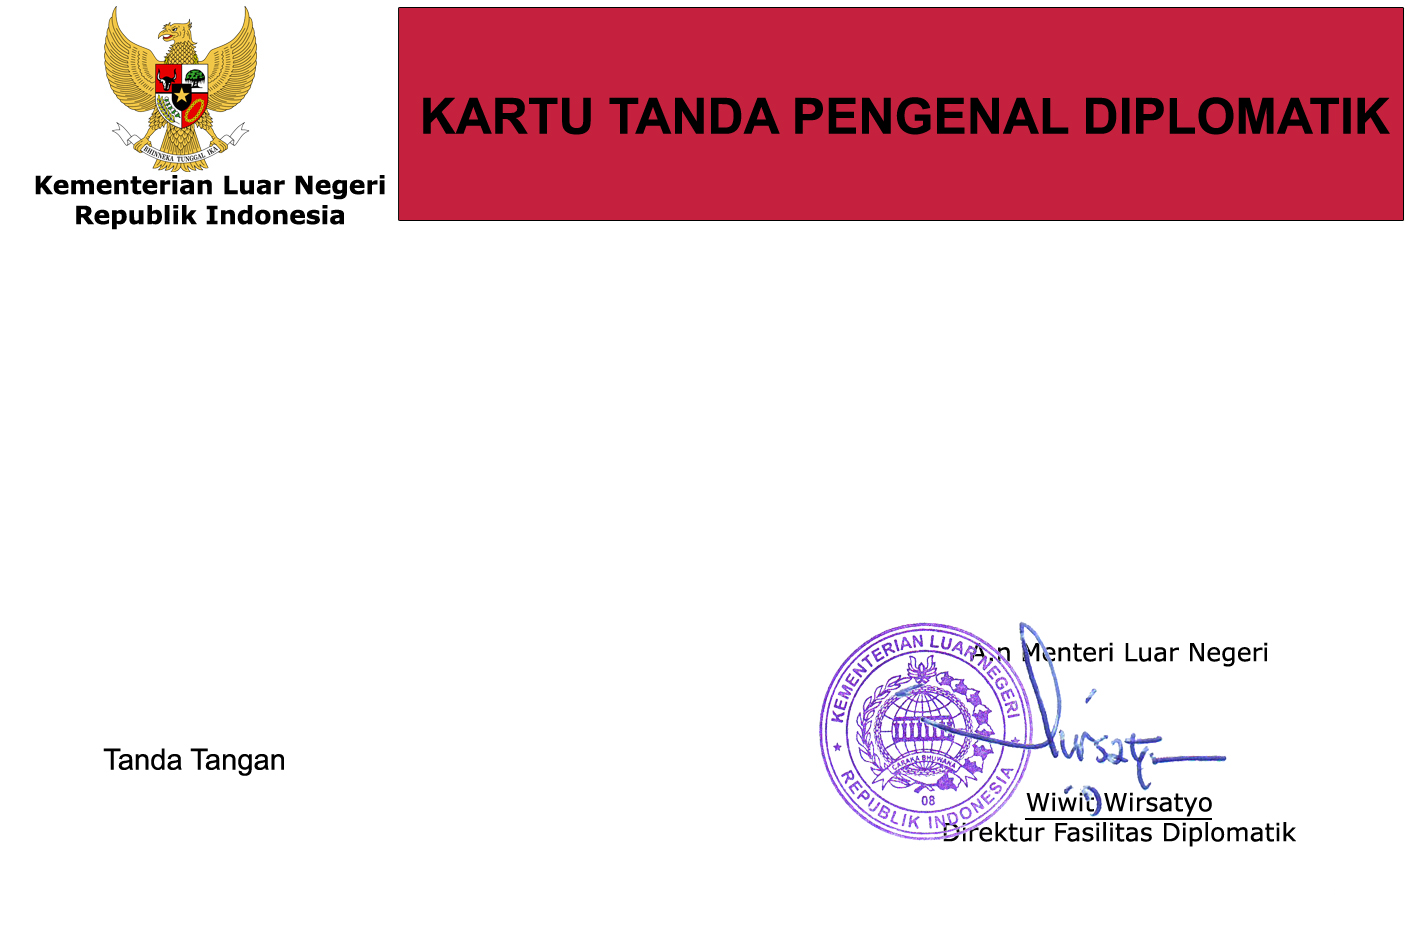 BHINNEKA TUNGGAL IKA
Kementerian Luar Negeri
Republik Indonesia
KARTU TANDA PENGENAL DIPLOMATIK
A.n Menteri Luar Negeri
KEMENTERIAN LUAR NEGERI
CARAKA BHUWANA
08
REPUBLIK INDONESIA
Wirsatyo
Tanda Tangan
Wiwit Wirsatyo
Direktur Fasilitas Diplomatik